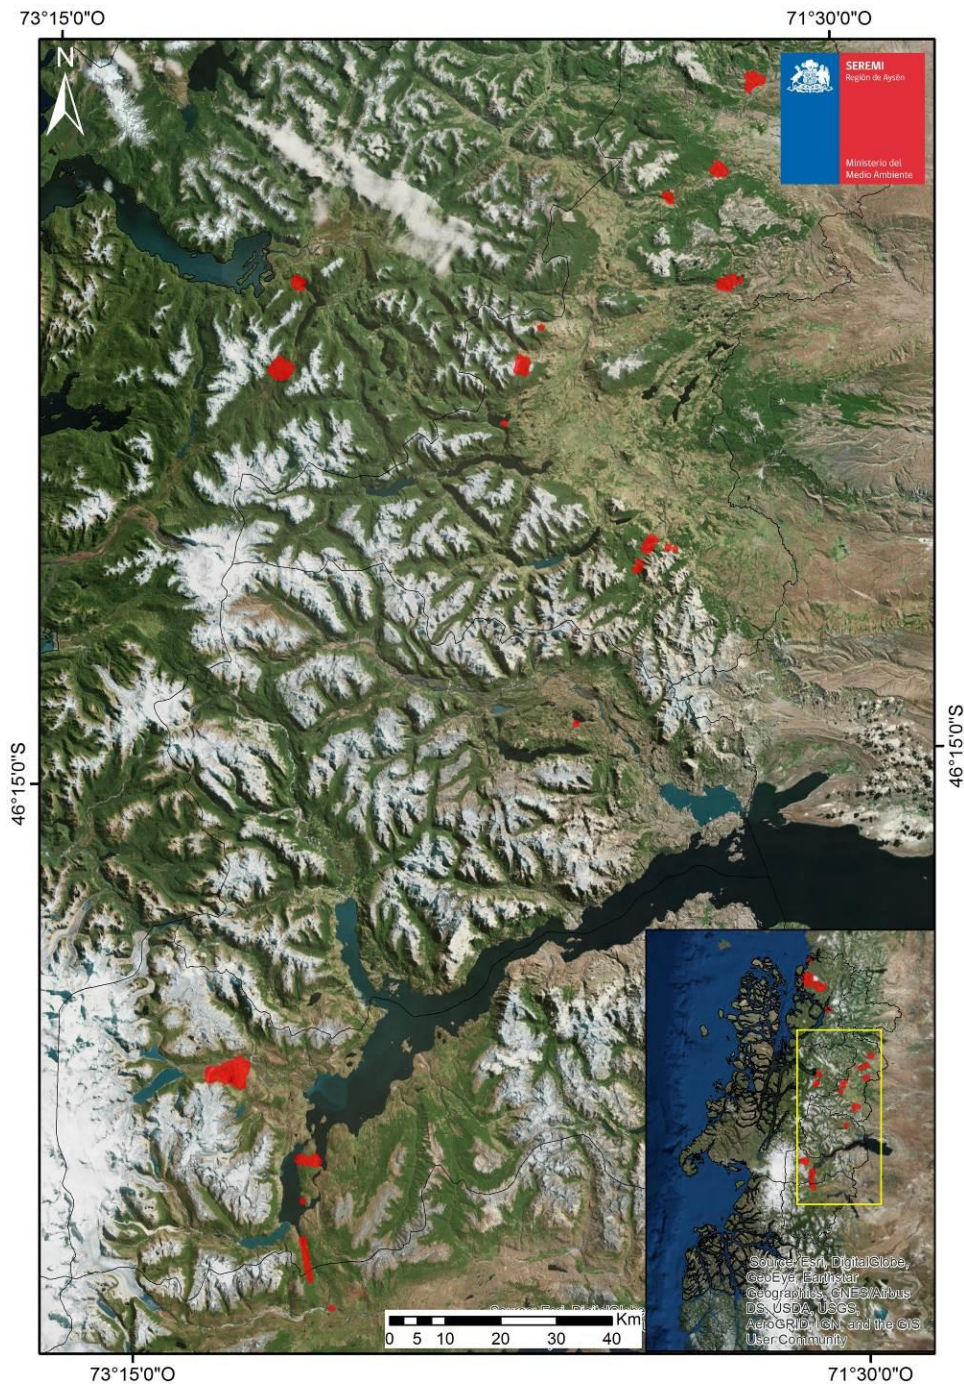 73°15'0"O
71°30'0"O
N
SEREMI
Región de Aysén
Ministerio del
Medio Ambiente
46°15'0"S
46°15'0"S
Source: Esri, DigitalGlobe,
GeoEye, Earthstar
Geographics, CNES/Airbus
DS, USDA, USGS,
AeroGRID, IGN, and the GIS
User Community
Km
0 5 10 20 30 40
73°15'0"O
71°30'0"O